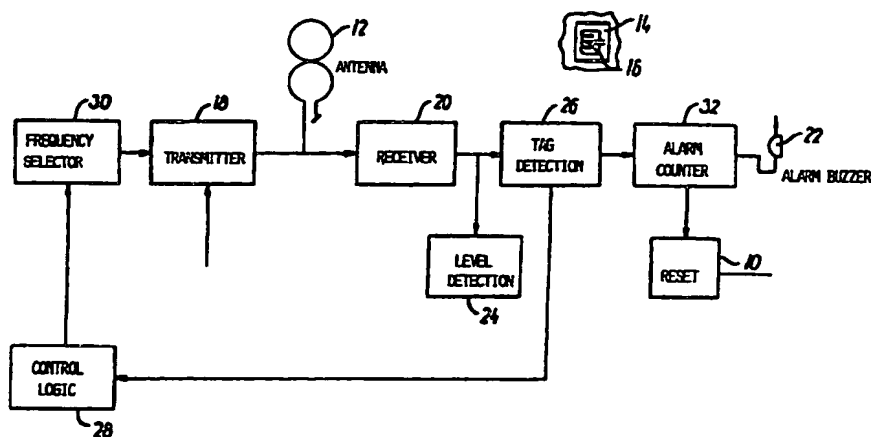 12
ANTENNA
14
16
30
FREQUENCY
SELECTOR
18
TRANSMITTER
20
RECEIVER
26
TAG
DETECTION
32
ALARM
COUNTER
22
ALARM BUZZER
LEVEL
DETECTION
24
RESET
10
CONTROL
LOGIC
28